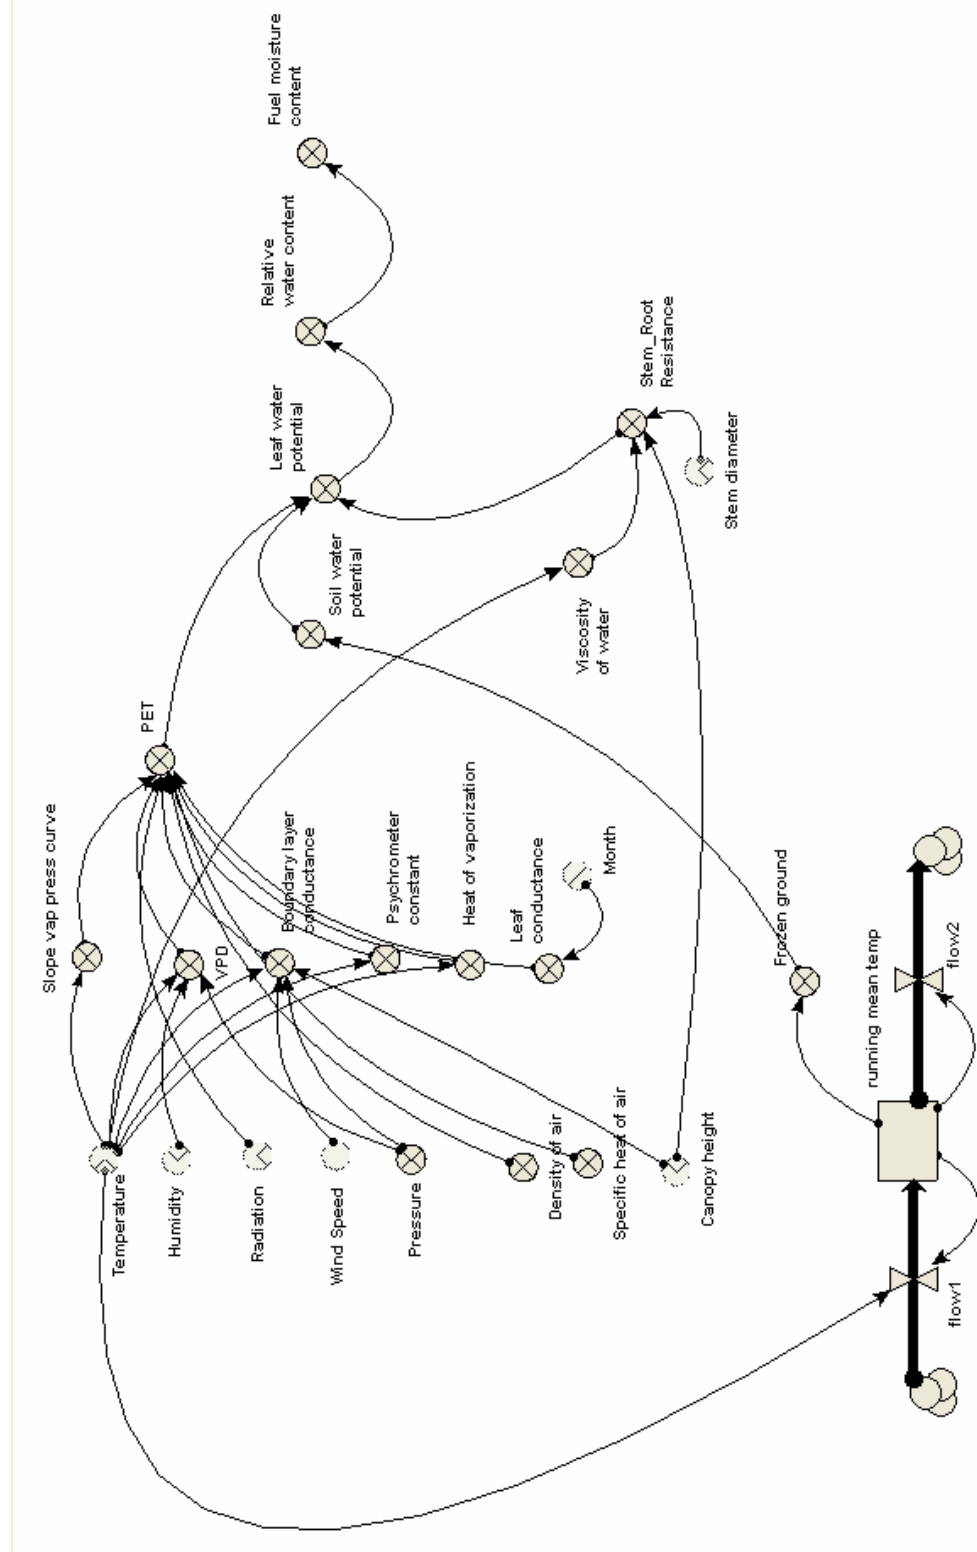 Fuel moisture
content
Relative
water content
Leaf water
potential
Stem_Root
Resistance
Stem diameter
Soil water
potential
Viscosity
of water
PET
Slope vap press curve
VPD
Boundary layer
conductance
Psychrometer
constant
Heat of vaporization
Leaf
conductance
Month
Frozen ground
Temperature
Humidity
Radiation
Wind Speed
Pressure
Density of air
Specific heat of air
Canopy height
running mean temp
flow1
flow2